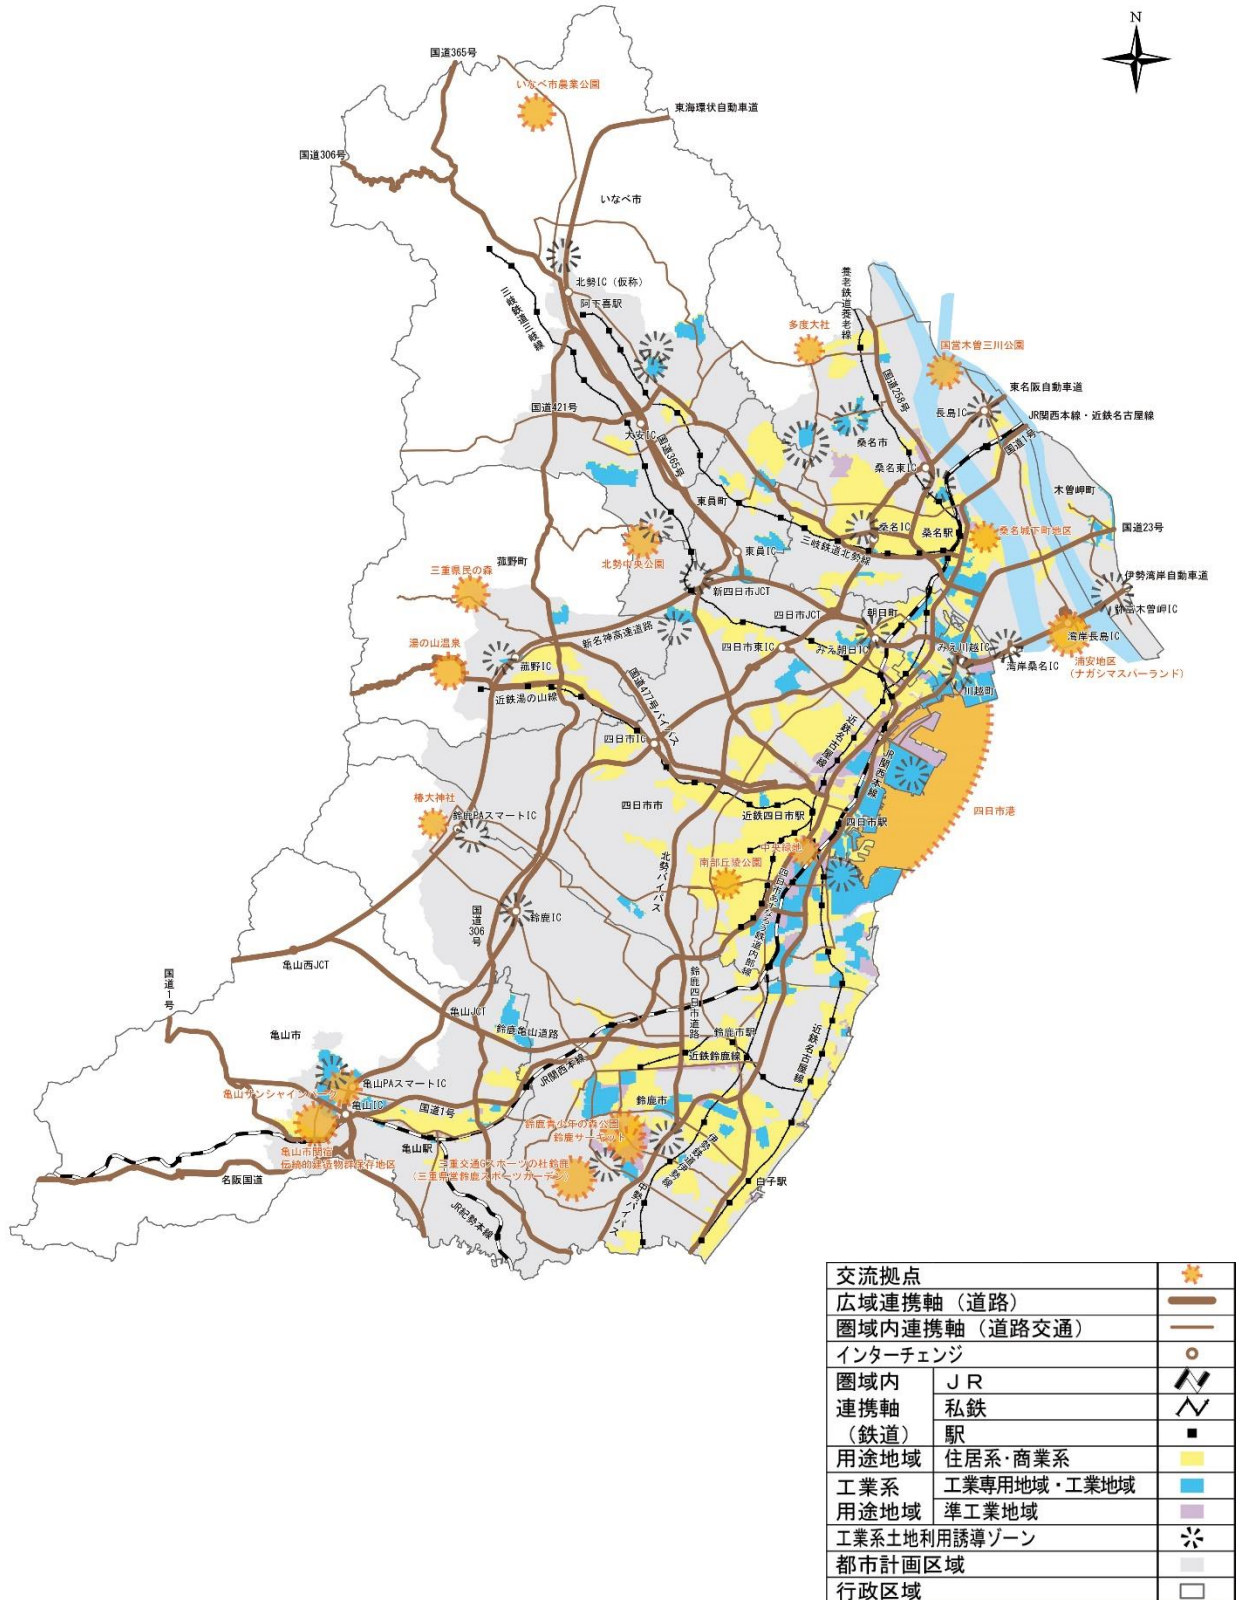 N
国道365号
いなべ市農業公園
東海環状自動車道
国道306号
いなべ市
北勢IC（仮称）
阿下喜駅
三岐鉄道三岐線
養老鉄道養老線
多度大社
国営木曽三川公園
東名阪自動車道
国道258号
長島IC
JR関西本線・近鉄名古屋線
国道421号
大安IC
国道365号
桑名市
国道1号
桑名東IC
木曽岬町
東員町
桑名IC
桑名駅
桑名城下町地区
国道23号
三岐鉄道北勢線
東員IC
北勢中央公園
菰野町
三重県民の森
新四日市JCT
伊勢湾岸自動車道
弥富木曽岬IC
四日市JCT
朝日町
湾岸長島IC
新名神高速道路
四日市東IC
みえ朝日IC
みえ川越IC
湾岸桑名IC
浦安地区
（ナガシマスパーランド）
湯の山温泉
菰野IC
川越町
近鉄湯の山線
国道477号バイパス
四日市IC
近鉄名古屋線
JR関西本線
椿大神社
鈴鹿PAスマートIC
四日市市
近鉄四日市駅
四日市駅
四日市港
中央緑地
南部丘陵公園
北勢バイパス
四日市あすなろう鉄道内部線
国道306号
鈴鹿IC
亀山西JCT
国道1号
鈴鹿四日市道路
亀山JCT
亀山市
鈴鹿亀山道路
鈴鹿市駅
近鉄鈴鹿線
近鉄名古屋線
JR関西本線
亀山PAスマートIC
亀山サンシャインパーク
亀山IC
国道1号
鈴鹿市
鈴鹿青少年の森公園
鈴鹿サーキット
亀山駅
亀山市関宿
伝統的建造物群保存地区
三重交通Gスポーツの杜鈴鹿
（三重県営鈴鹿スポーツガーデン）
伊勢鉄道伊勢線
名阪国道
白子駅
中勢バイパス
JR紀勢本線
交流拠点
広域連携軸（道路）
圏域内連携軸（道路交通）
インターチェンジ
圏域内
連携軸
（鉄道）
ＪＲ
私鉄
駅
用途地域
住居系・商業系
工業系
用途地域
工業専用地域・工業地域
準工業地域
工業系土地利用誘導ゾーン
都市計画区域
行政区域